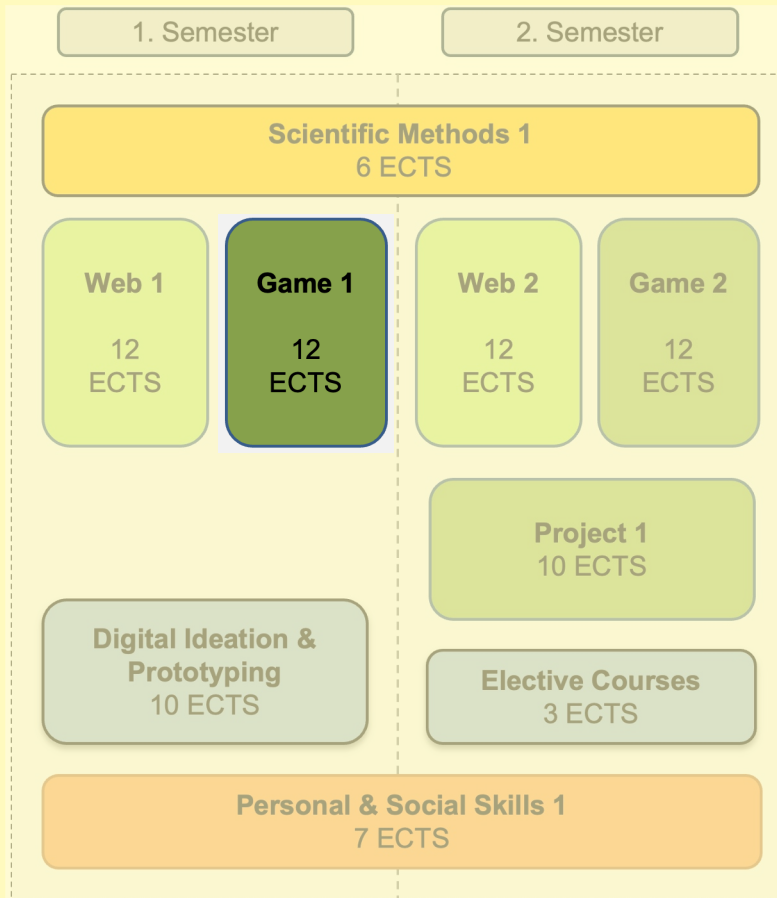 1. Semester
2. Semester
Scientific Methods 1
6 ECTS
Web 1
12
ECTS
Game 1
12
ECTS
Web 2
12
ECTS
Game 2
12
ECTS
Project 1
10 ECTS
Digital Ideation &
Prototyping
10 ECTS
Elective Courses
3 ECTS
Personal & Social Skills 1
7 ECTS